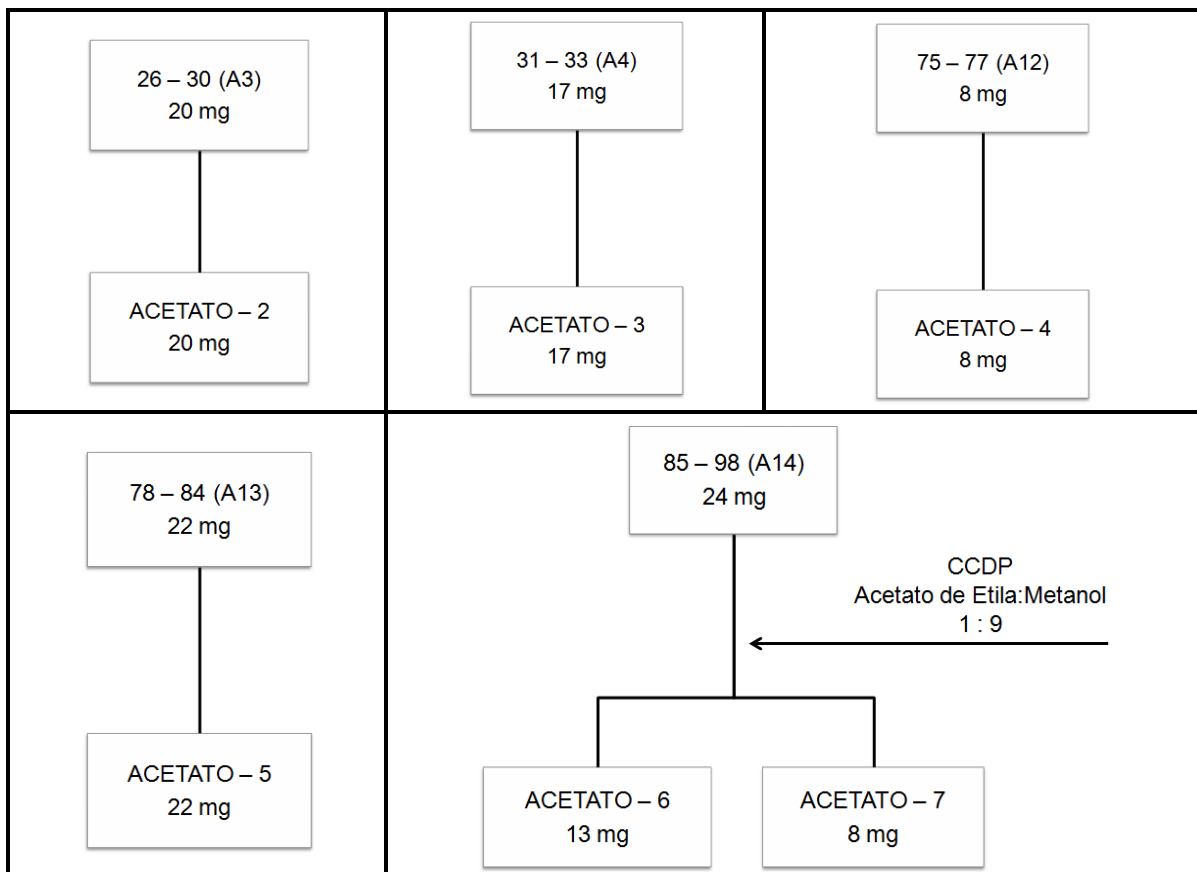 26 – 30 (A3)
20 mg
ACETATO – 2
20 mg
31 – 33 (A4)
17 mg
ACETATO – 3
17 mg
75 – 77 (A12)
8 mg
ACETATO – 4
8 mg
78 – 84 (A13)
22 mg
ACETATO – 5
22 mg
85 – 98 (A14)
24 mg
CCDP
Acetato de Etila:Metanol
1 : 9
ACETATO – 6
13 mg
ACETATO – 7
8 mg